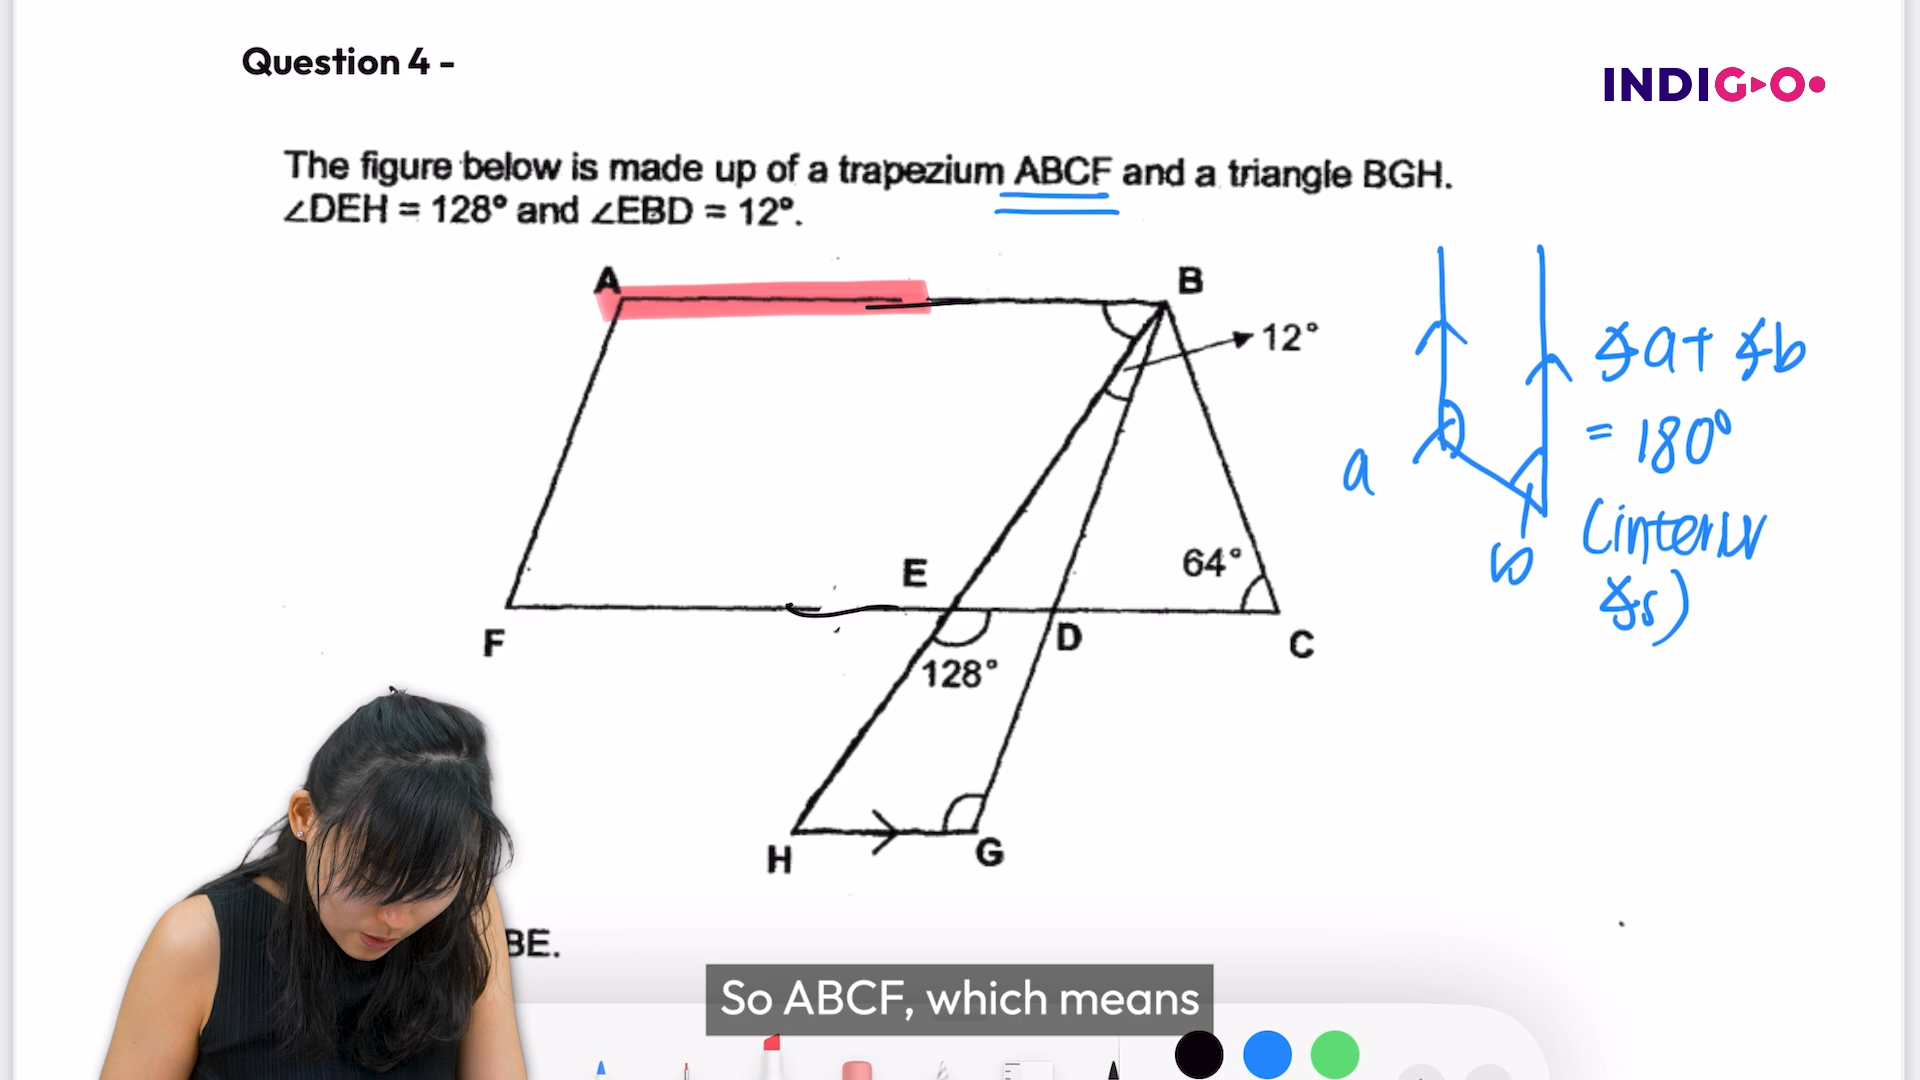 Question 4 -
INDIGO
The figure below is made up of a trapezium ABCF and a triangle BGH.
∠DEH = 128° and ∠EBD = 12°.
A
B
12°
∡a + ∡b
= 180°
a
b
(interior
∡s)
E
64°
F
D
C
128°
H
G
BE.
So ABCF, which means